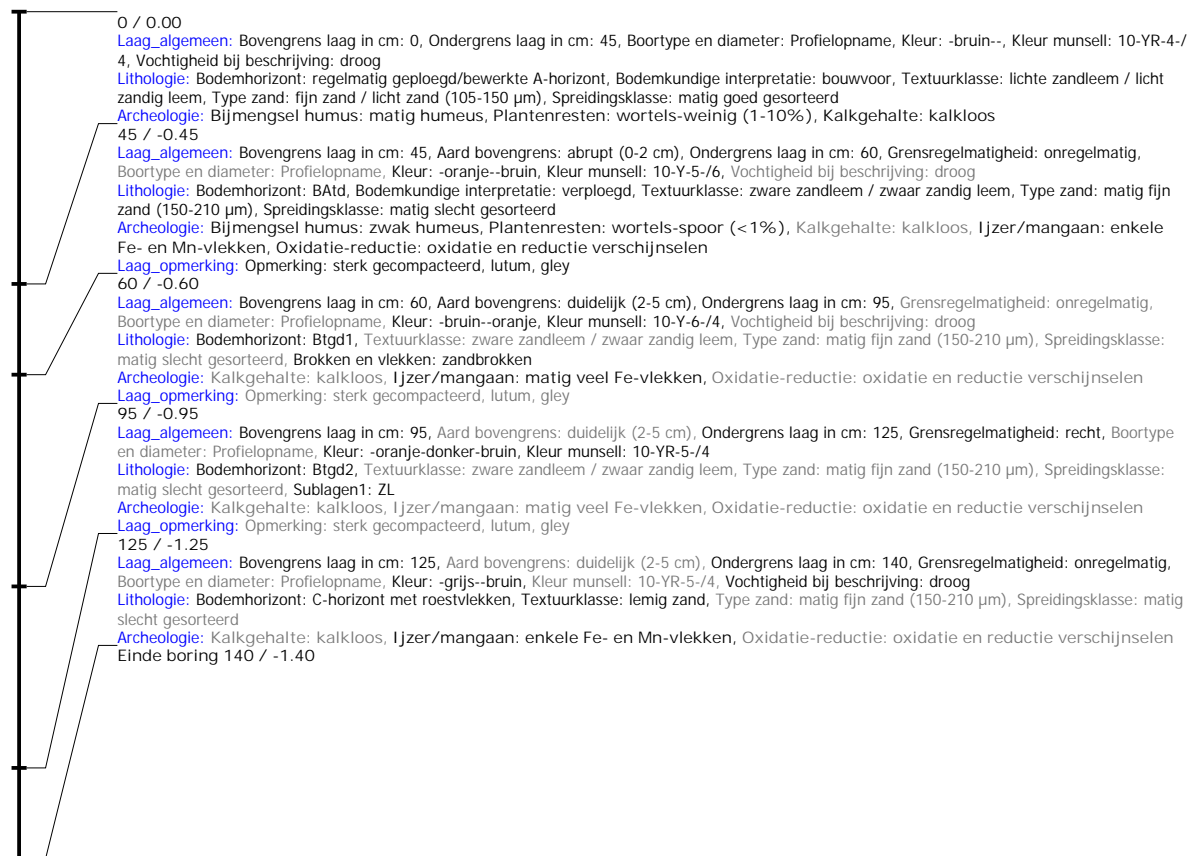 0 / 0.00
Laag_algemeen: Bovengrens laag in cm: 0, Ondergrens laag in cm: 45, Boortype en diameter: Profielopname, Kleur: -bruin--, Kleur munsell: 10-YR-4-/
4, Vochtigheid bij beschrijving: droog
Lithologie: Bodemhorizont: regelmatig geploegd/bewerkte A-horizont, Bodemkundige interpretatie: bouwvoor, Textuurklasse: lichte zandleem / licht
zandig leem, Type zand: fijn zand / licht zand (105-150 µm), Spreidingsklasse: matig goed gesorteerd
Archeologie: Bijmengsel humus: matig humeus, Plantenresten: wortels-weinig (1-10%), Kalkgehalte: kalkloos
45 / -0.45
Laag_algemeen: Bovengrens laag in cm: 45, Aard bovengrens: abrupt (0-2 cm), Ondergrens laag in cm: 60, Grensregelmatigheid: onregelmatig,
Boortype en diameter: Profielopname, Kleur: -oranje--bruin, Kleur munsell: 10-Y-5-/6, Vochtigheid bij beschrijving: droog
Lithologie: Bodemhorizont: BAtd, Bodemkundige interpretatie: verploegd, Textuurklasse: zware zandleem / zwaar zandig leem, Type zand: matig fijn
zand (150-210 µm), Spreidingsklasse: matig slecht gesorteerd
Archeologie: Bijmengsel humus: zwak humeus, Plantenresten: wortels-spoor (<1%), Kalkgehalte: kalkloos, Ijzer/mangaan: enkele
Fe- en Mn-vlekken, Oxidatie-reductie: oxidatie en reductie verschijnselen
Laag_opmerking: Opmerking: sterk gecompacteerd, lutum, gley
60 / -0.60
Laag_algemeen: Bovengrens laag in cm: 60, Aard bovengrens: duidelijk (2-5 cm), Ondergrens laag in cm: 95, Grensregelmatigheid: onregelmatig,
Boortype en diameter: Profielopname, Kleur: -bruin--oranje, Kleur munsell: 10-Y-6-/4, Vochtigheid bij beschrijving: droog
Lithologie: Bodemhorizont: Btgd1, Textuurklasse: zware zandleem / zwaar zandig leem, Type zand: matig fijn zand (150-210 µm), Spreidingsklasse:
matig slecht gesorteerd, Brokken en vlekken: zandbrokken
Archeologie: Kalkgehalte: kalkloos, Ijzer/mangaan: matig veel Fe-vlekken, Oxidatie-reductie: oxidatie en reductie verschijnselen
Laag_opmerking: Opmerking: sterk gecompacteerd, lutum, gley
95 / -0.95
Laag_algemeen: Bovengrens laag in cm: 95, Aard bovengrens: duidelijk (2-5 cm), Ondergrens laag in cm: 125, Grensregelmatigheid: recht, Boortype
en diameter: Profielopname, Kleur: -oranje-donker-bruin, Kleur munsell: 10-YR-5-/4
Lithologie: Bodemhorizont: Btgd2, Textuurklasse: zware zandleem / zwaar zandig leem, Type zand: matig fijn zand (150-210 µm), Spreidingsklasse:
matig slecht gesorteerd, Sublagen1: ZL
Archeologie: Kalkgehalte: kalkloos, Ijzer/mangaan: matig veel Fe-vlekken, Oxidatie-reductie: oxidatie en reductie verschijnselen
Laag_opmerking: Opmerking: sterk gecompacteerd, lutum, gley
125 / -1.25
Laag_algemeen: Bovengrens laag in cm: 125, Aard bovengrens: duidelijk (2-5 cm), Ondergrens laag in cm: 140, Grensregelmatigheid: onregelmatig,
Boortype en diameter: Profielopname, Kleur: -grijs--bruin, Kleur munsell: 10-YR-5-/4, Vochtigheid bij beschrijving: droog
Lithologie: Bodemhorizont: C-horizont met roestvlekken, Textuurklasse: lemig zand, Type zand: matig fijn zand (150-210 µm), Spreidingsklasse: matig
slecht gesorteerd
Archeologie: Kalkgehalte: kalkloos, Ijzer/mangaan: enkele Fe- en Mn-vlekken, Oxidatie-reductie: oxidatie en reductie verschijnselen
Einde boring 140 / -1.40